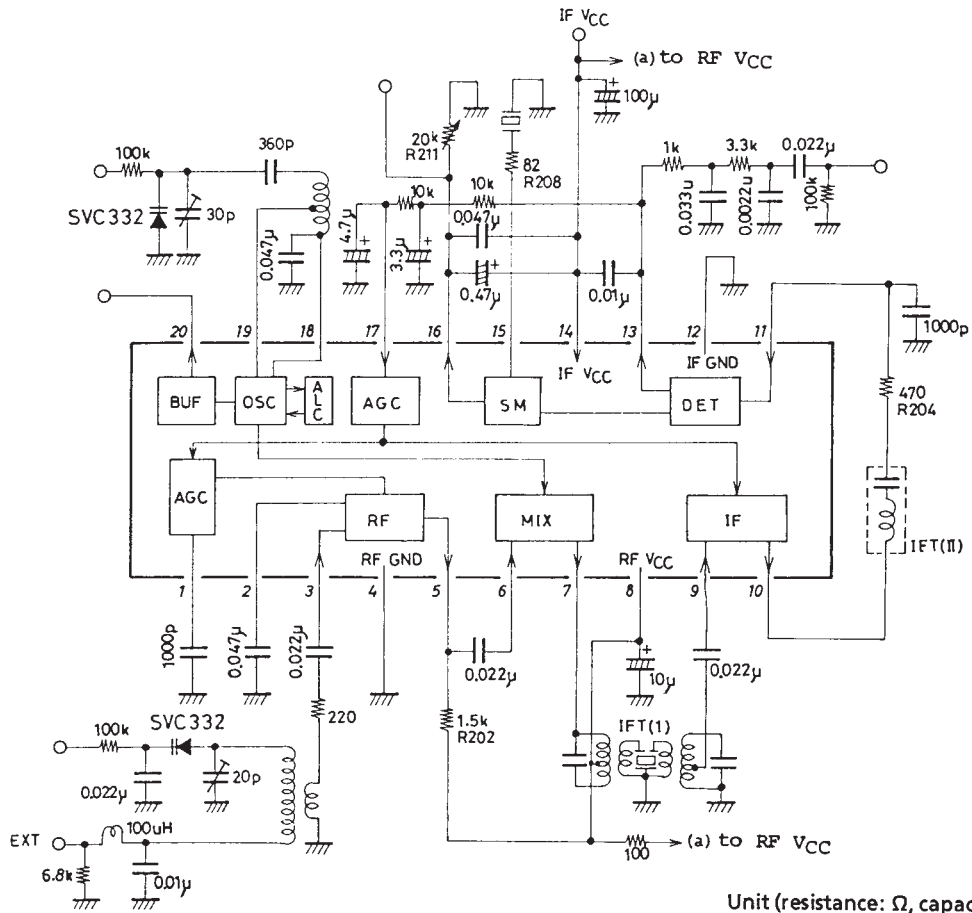 IF VCC
(a) to RF VCC
100μ
20k
R211
82
R208
360p
100k
SVC332
30p
0.047μ
4.7μ
10k
10k
3.3μ
0.047μ
0.47μ
0.01μ
1k
3.3k
0.022μ
0.033u
0.0022u
100k
1000p
20
19
18
17
16
15
14
13
12
11
IF VCC
IF GND
BUF
OSC
ALC
AGC
SM
DET
470
R204
AGC
RF
MIX
IF
IFT(II)
RF GND
RF VCC
1
2
3
4
5
6
7
8
9
10
1000p
0.047μ
0.022μ
0.022μ
10μ
0.022μ
220
1.5k
R202
IFT(1)
SVC332
100k
20p
0.022μ
100uH
EXT
6.8k
0.01μ
100
(a) to RF VCC
Unit (resistance: Ω, capac